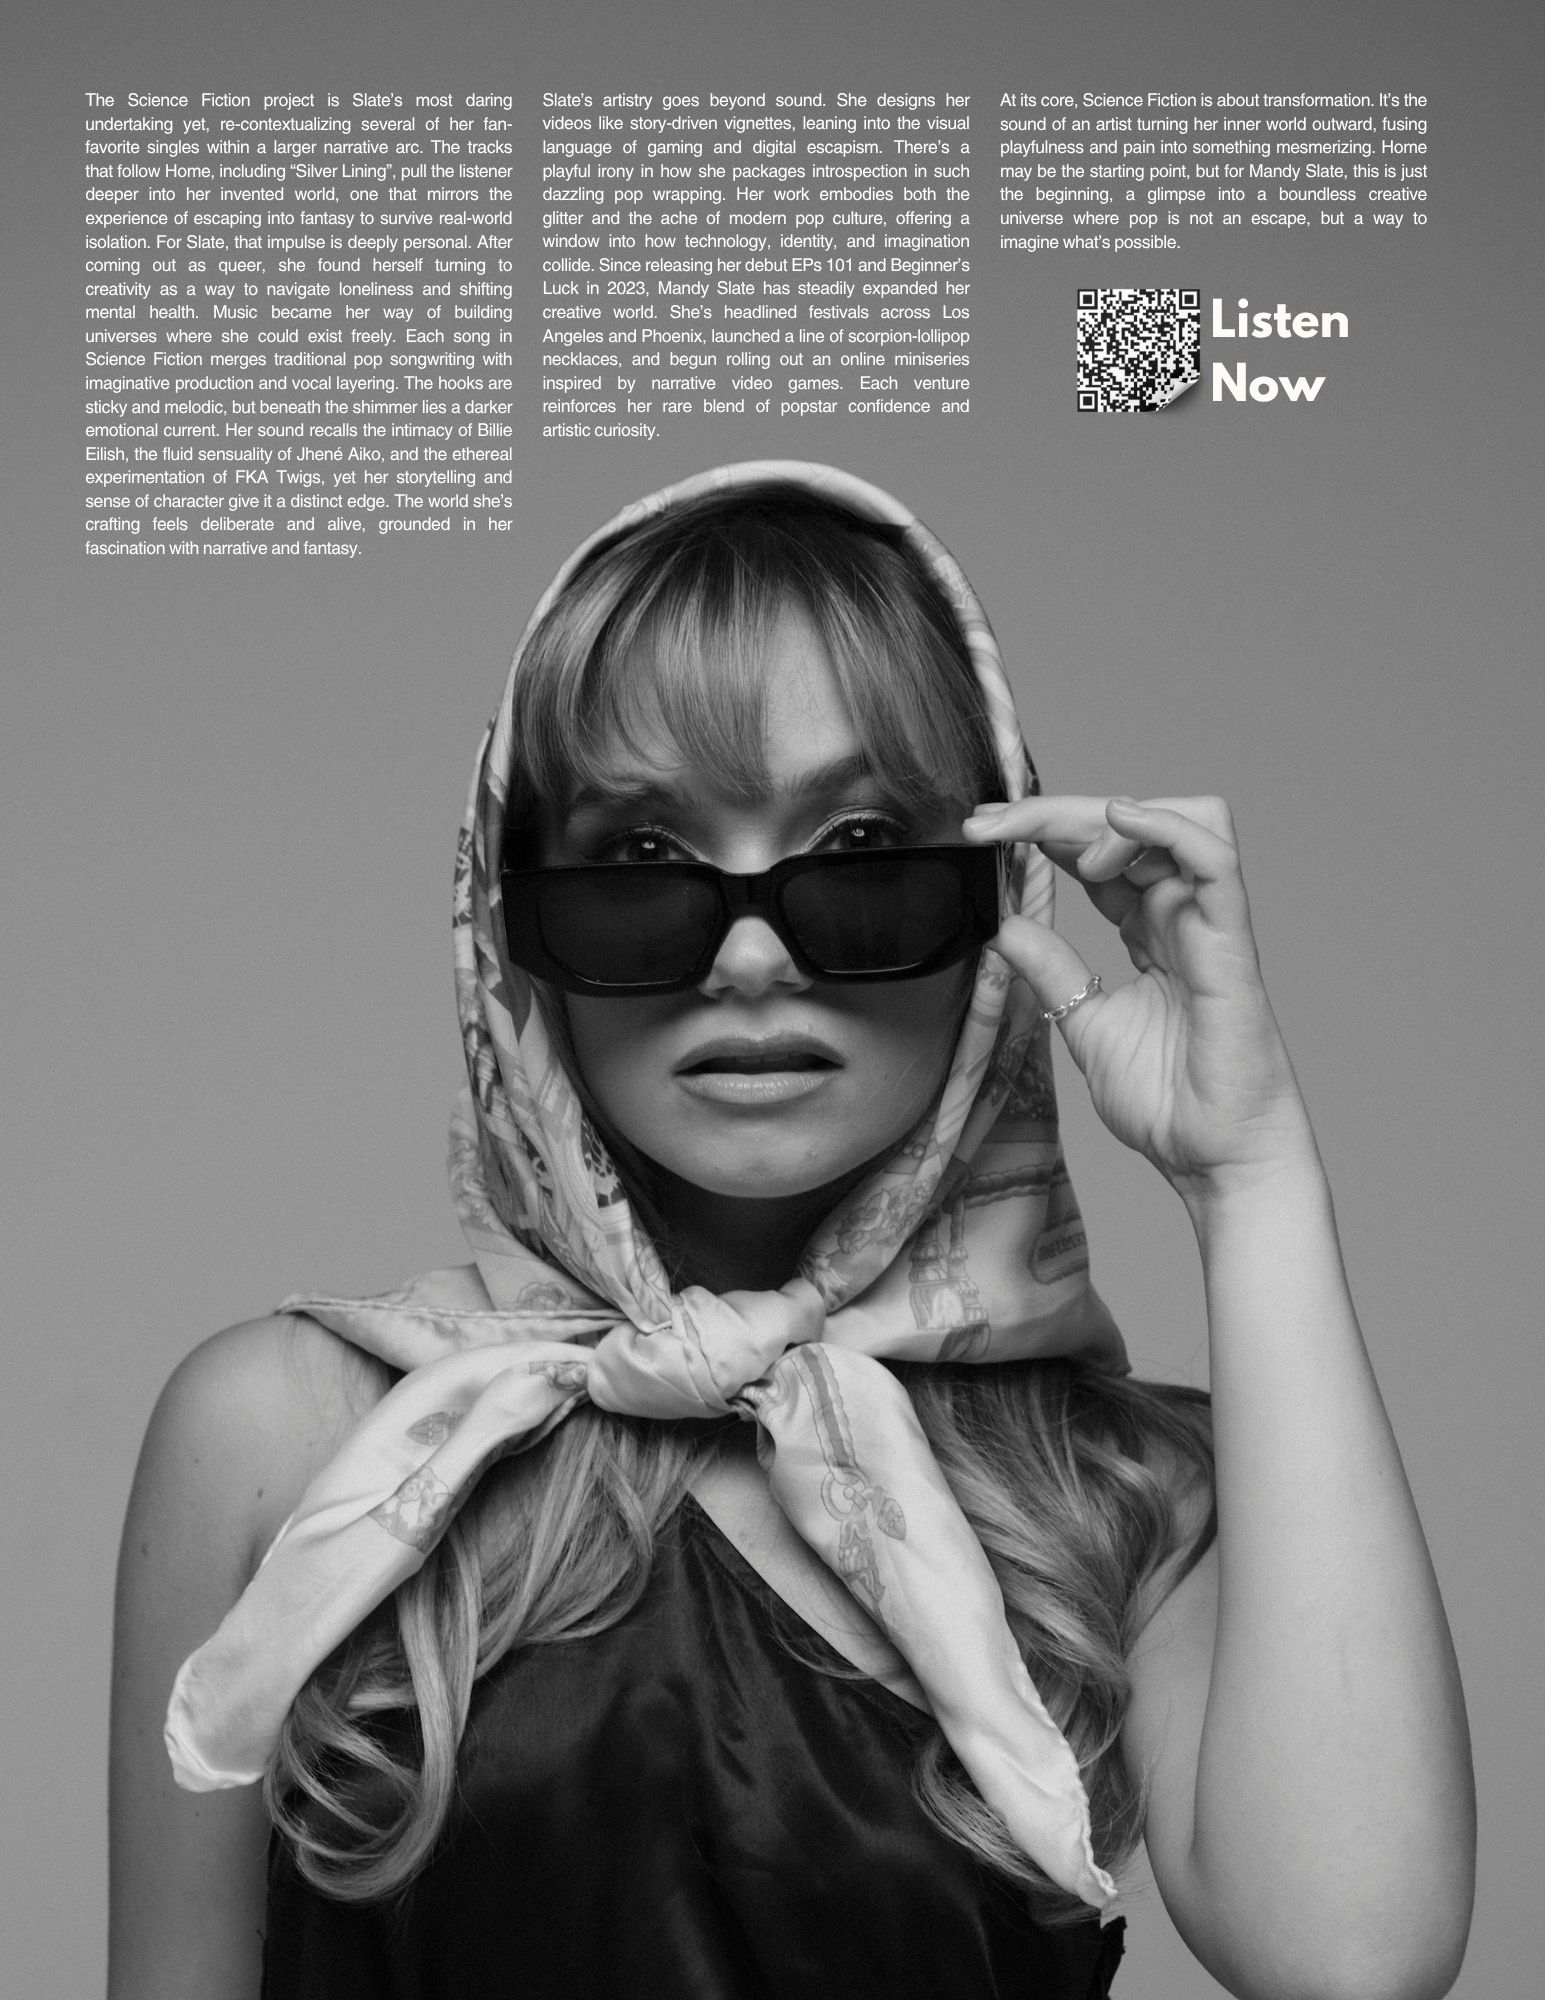 The Science Fiction project is Slate's most daring
undertaking yet, re-contextualizing several of her fan-
favorite singles within a larger narrative arc. The tracks
that follow Home, including “Silver Lining”, pull the listener
deeper into her invented world, one that mirrors the
experience of escaping into fantasy to survive real-world
isolation. For Slate, that impulse is deeply personal. After
coming out as queer, she found herself turning to
creativity as a way to navigate loneliness and shifting
mental health. Music became her way of building
universes where she could exist freely. Each song in
Science Fiction merges traditional pop songwriting with
imaginative production and vocal layering. The hooks are
sticky and melodic, but beneath the shimmer lies a darker
emotional current. Her sound recalls the intimacy of Billie
Eilish, the fluid sensuality of Jhené Aiko, and the ethereal
experimentation of FKA Twigs, yet her storytelling and
sense of character give it a distinct edge. The world she's
crafting feels deliberate and alive, grounded in her
fascination with narrative and fantasy.
Slate's artistry goes beyond sound. She designs her
videos like story-driven vignettes, leaning into the visual
language of gaming and digital escapism. There's a
playful irony in how she packages introspection in such
dazzling pop wrapping. Her work embodies both the
glitter and the ache of modern pop culture, offering a
window into how technology, identity, and imagination
collide. Since releasing her debut EPs 101 and Beginner's
Luck in 2023, Mandy Slate has steadily expanded her
creative world. She's headlined festivals across Los
Angeles and Phoenix, launched a line of scorpion-lollipop
necklaces, and begun rolling out an online miniseries
inspired by narrative video games. Each venture
reinforces her rare blend of popstar confidence and
artistic curiosity.
At its core, Science Fiction is about transformation. It's the
sound of an artist turning her inner world outward, fusing
playfulness and pain into something mesmerizing. Home
may be the starting point, but for Mandy Slate, this is just
the beginning, a glimpse into a boundless creative
universe where pop is not an escape, but a way to
imagine what's possible.
Listen
Now